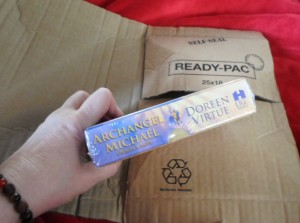 SELF-SEAL
READY-PAC
25x18
ARCHANGEL
MICHAEL
DOREEN
VIRTUE